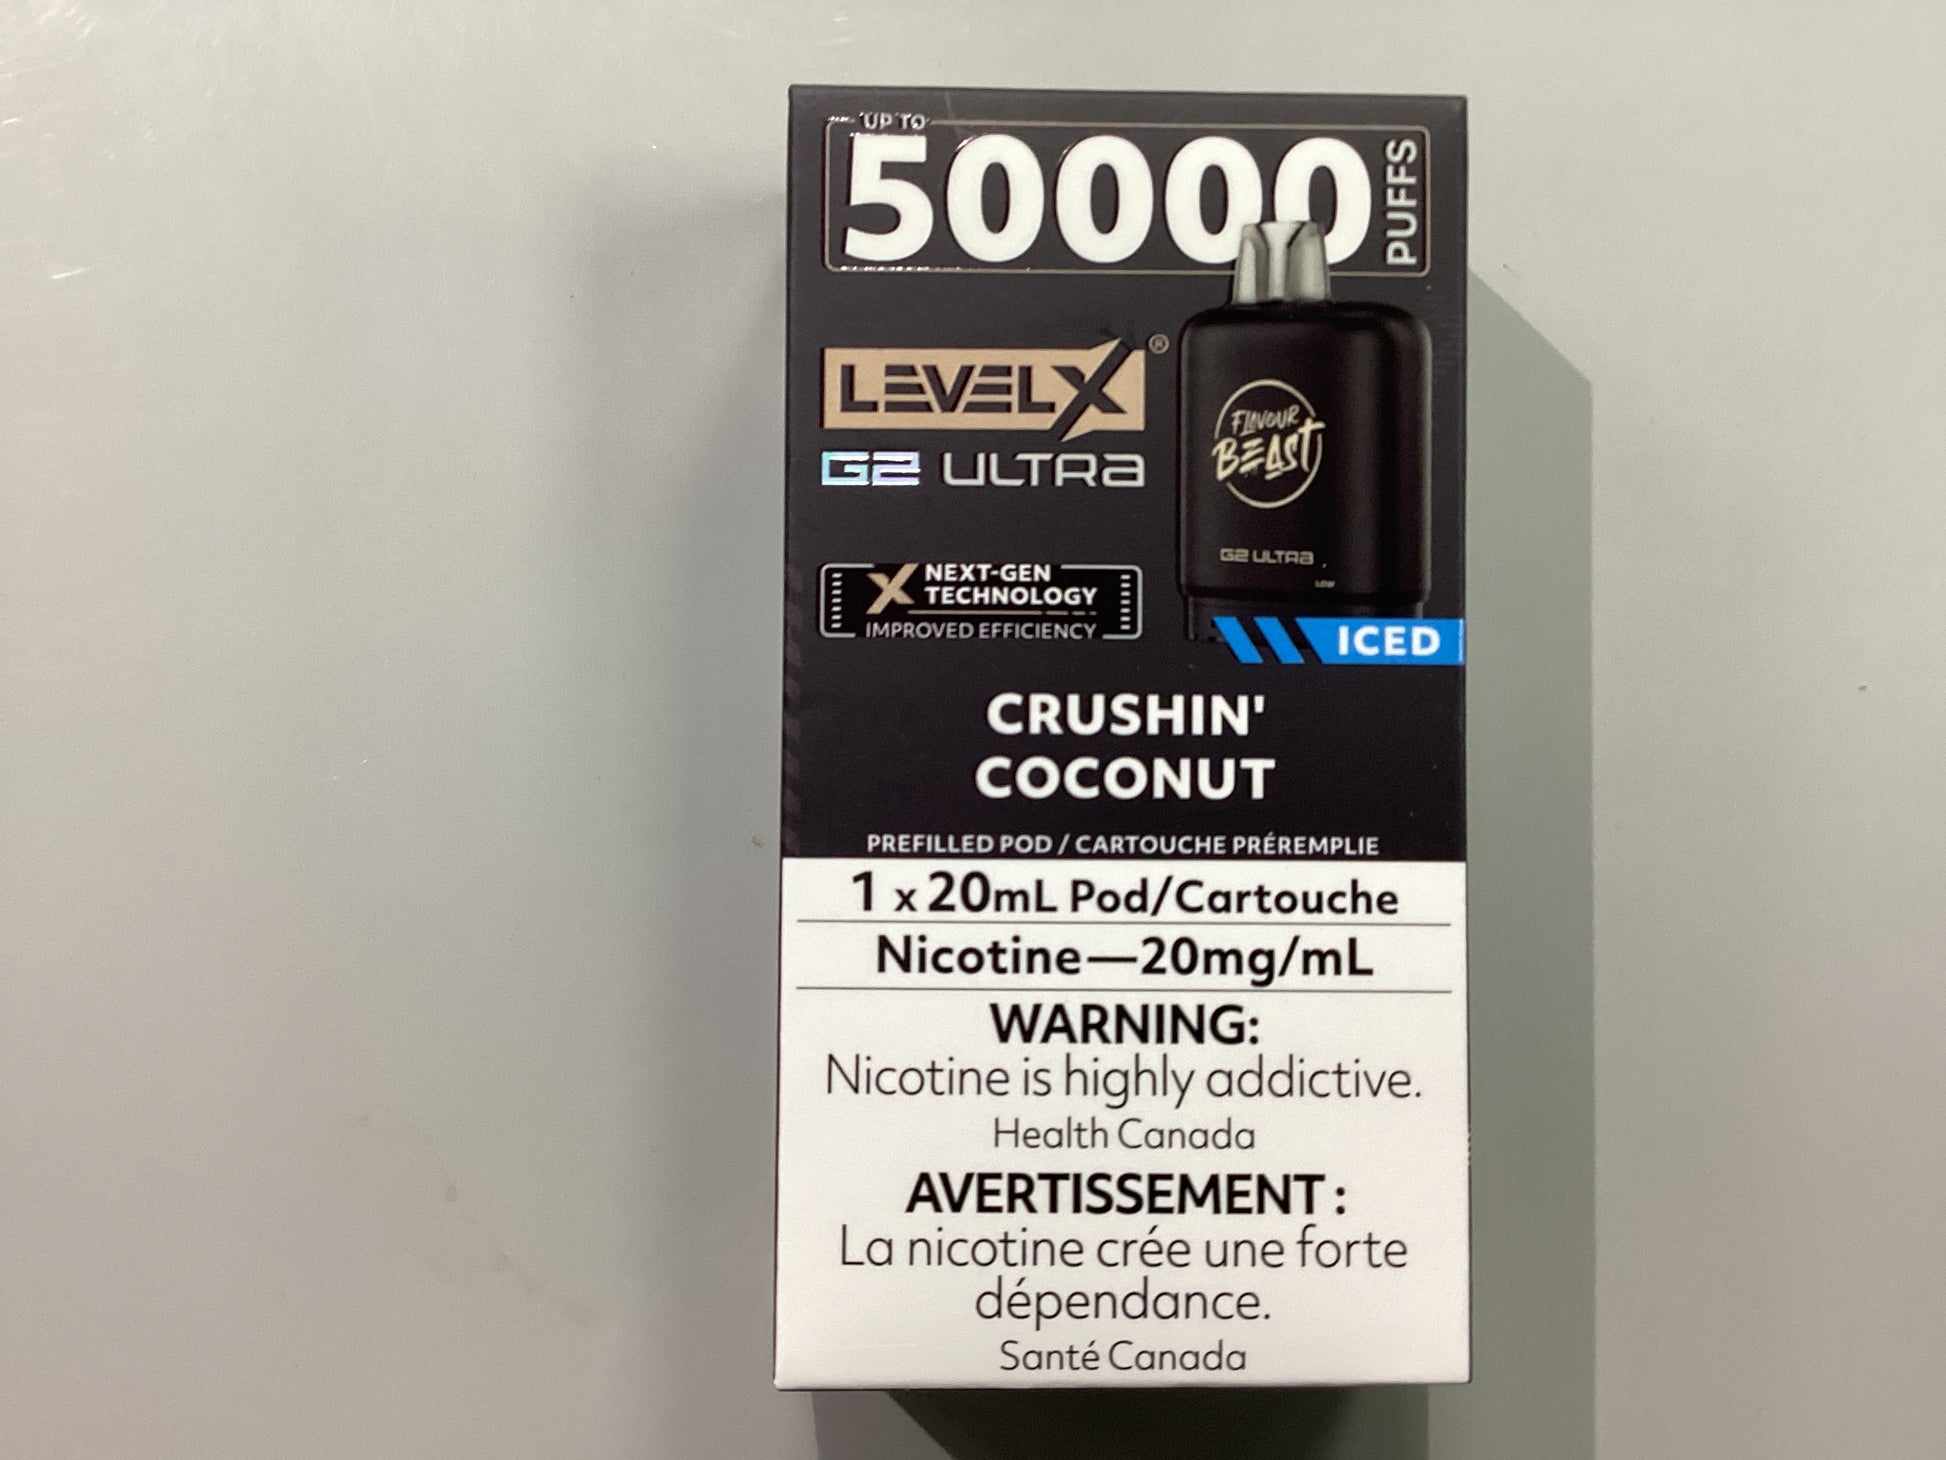 UP TO
50000
PUFFS
LEVELX®
G2 ULTRA
FLAVOUR
BEAST
G2 ULTRA
LOW
X NEXT-GEN
TECHNOLOGY
IMPROVED EFFICIENCY
ICED
CRUSHIN'
COCONUT
PREFILLED POD / CARTOUCHE PRÉREMPLIE
1 x 20mL Pod/Cartouche
Nicotine—20mg/mL
WARNING:
Nicotine is highly addictive.
Health Canada
AVERTISSEMENT :
La nicotine crée une forte
dépendance.
Santé Canada